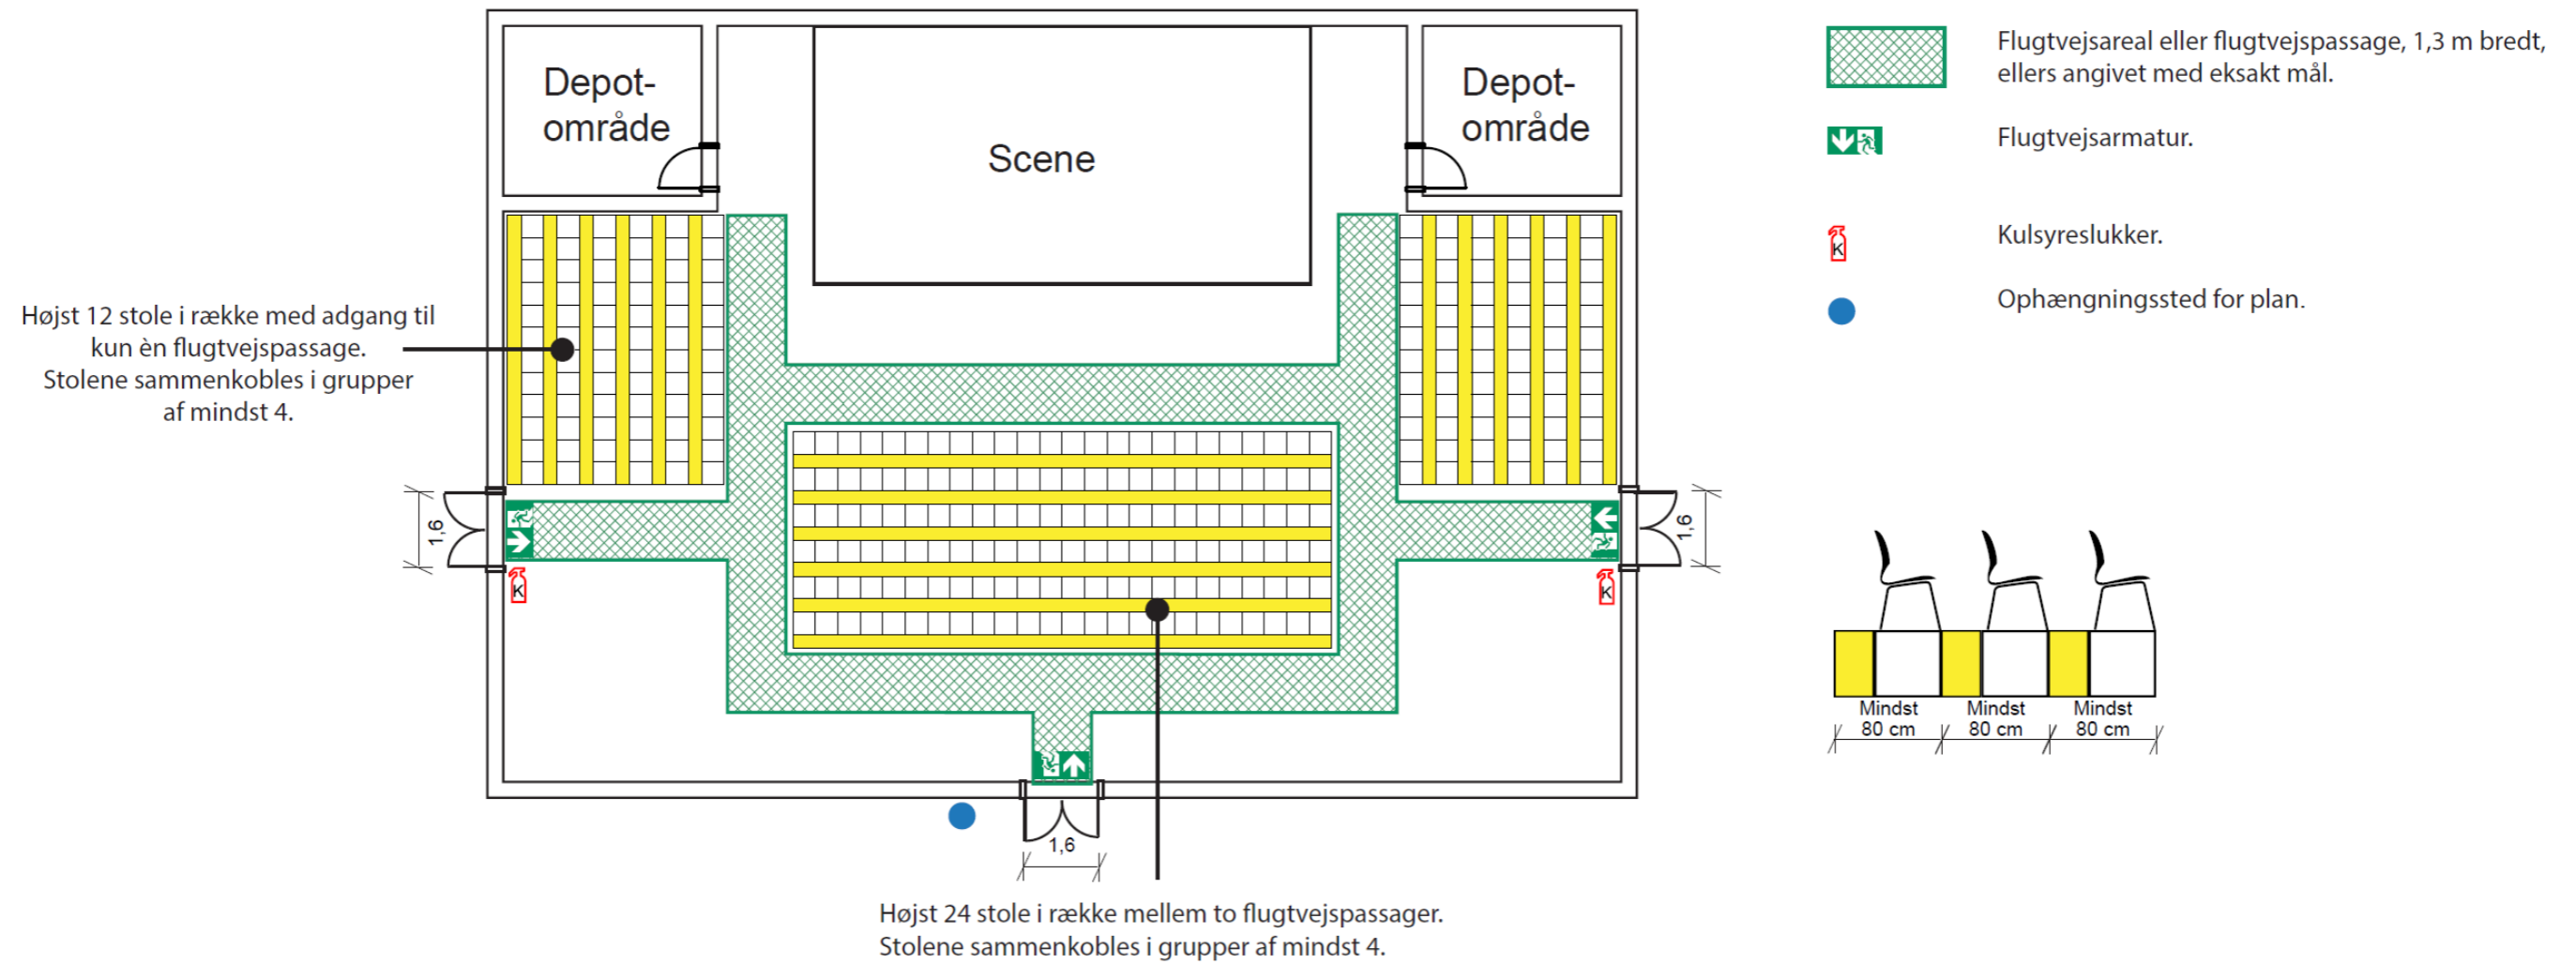 Depot-
område
Scene
Depot-
område
Højst 12 stole i række med adgang til
kun èn flugtvejspassage.
Stolene sammenkobles i grupper
af mindst 4.
1,6
K
1,6
K
1,6
Højst 24 stole i række mellem to flugtvejspassager.
Stolene sammenkobles i grupper af mindst 4.
Flugtvejsareal eller flugtvejspassage, 1,3 m bredt,
ellers angivet med eksakt mål.
Flugtvejsarmatur.
K
Kulsyreslukker.
Ophængningssted for plan.
Mindst
80 cm
Mindst
80 cm
Mindst
80 cm